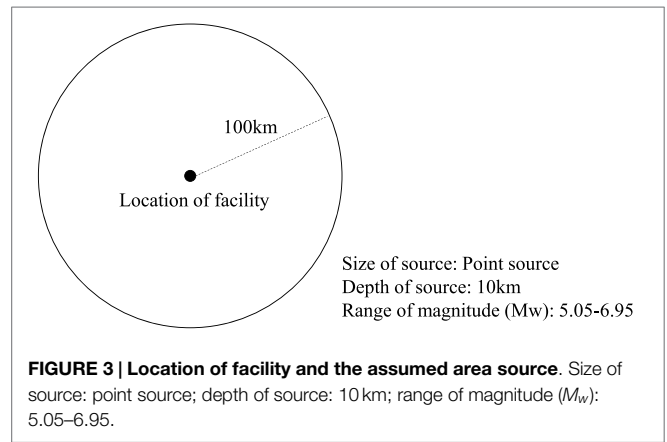 100km
Location of facility
Size of source: Point source
Depth of source: 10km
Range of magnitude (Mw): 5.05-6.95
FIGURE 3 | Location of facility and the assumed area source. Size of
source: point source; depth of source: 10 km; range of magnitude (Mw):
5.05–6.95.